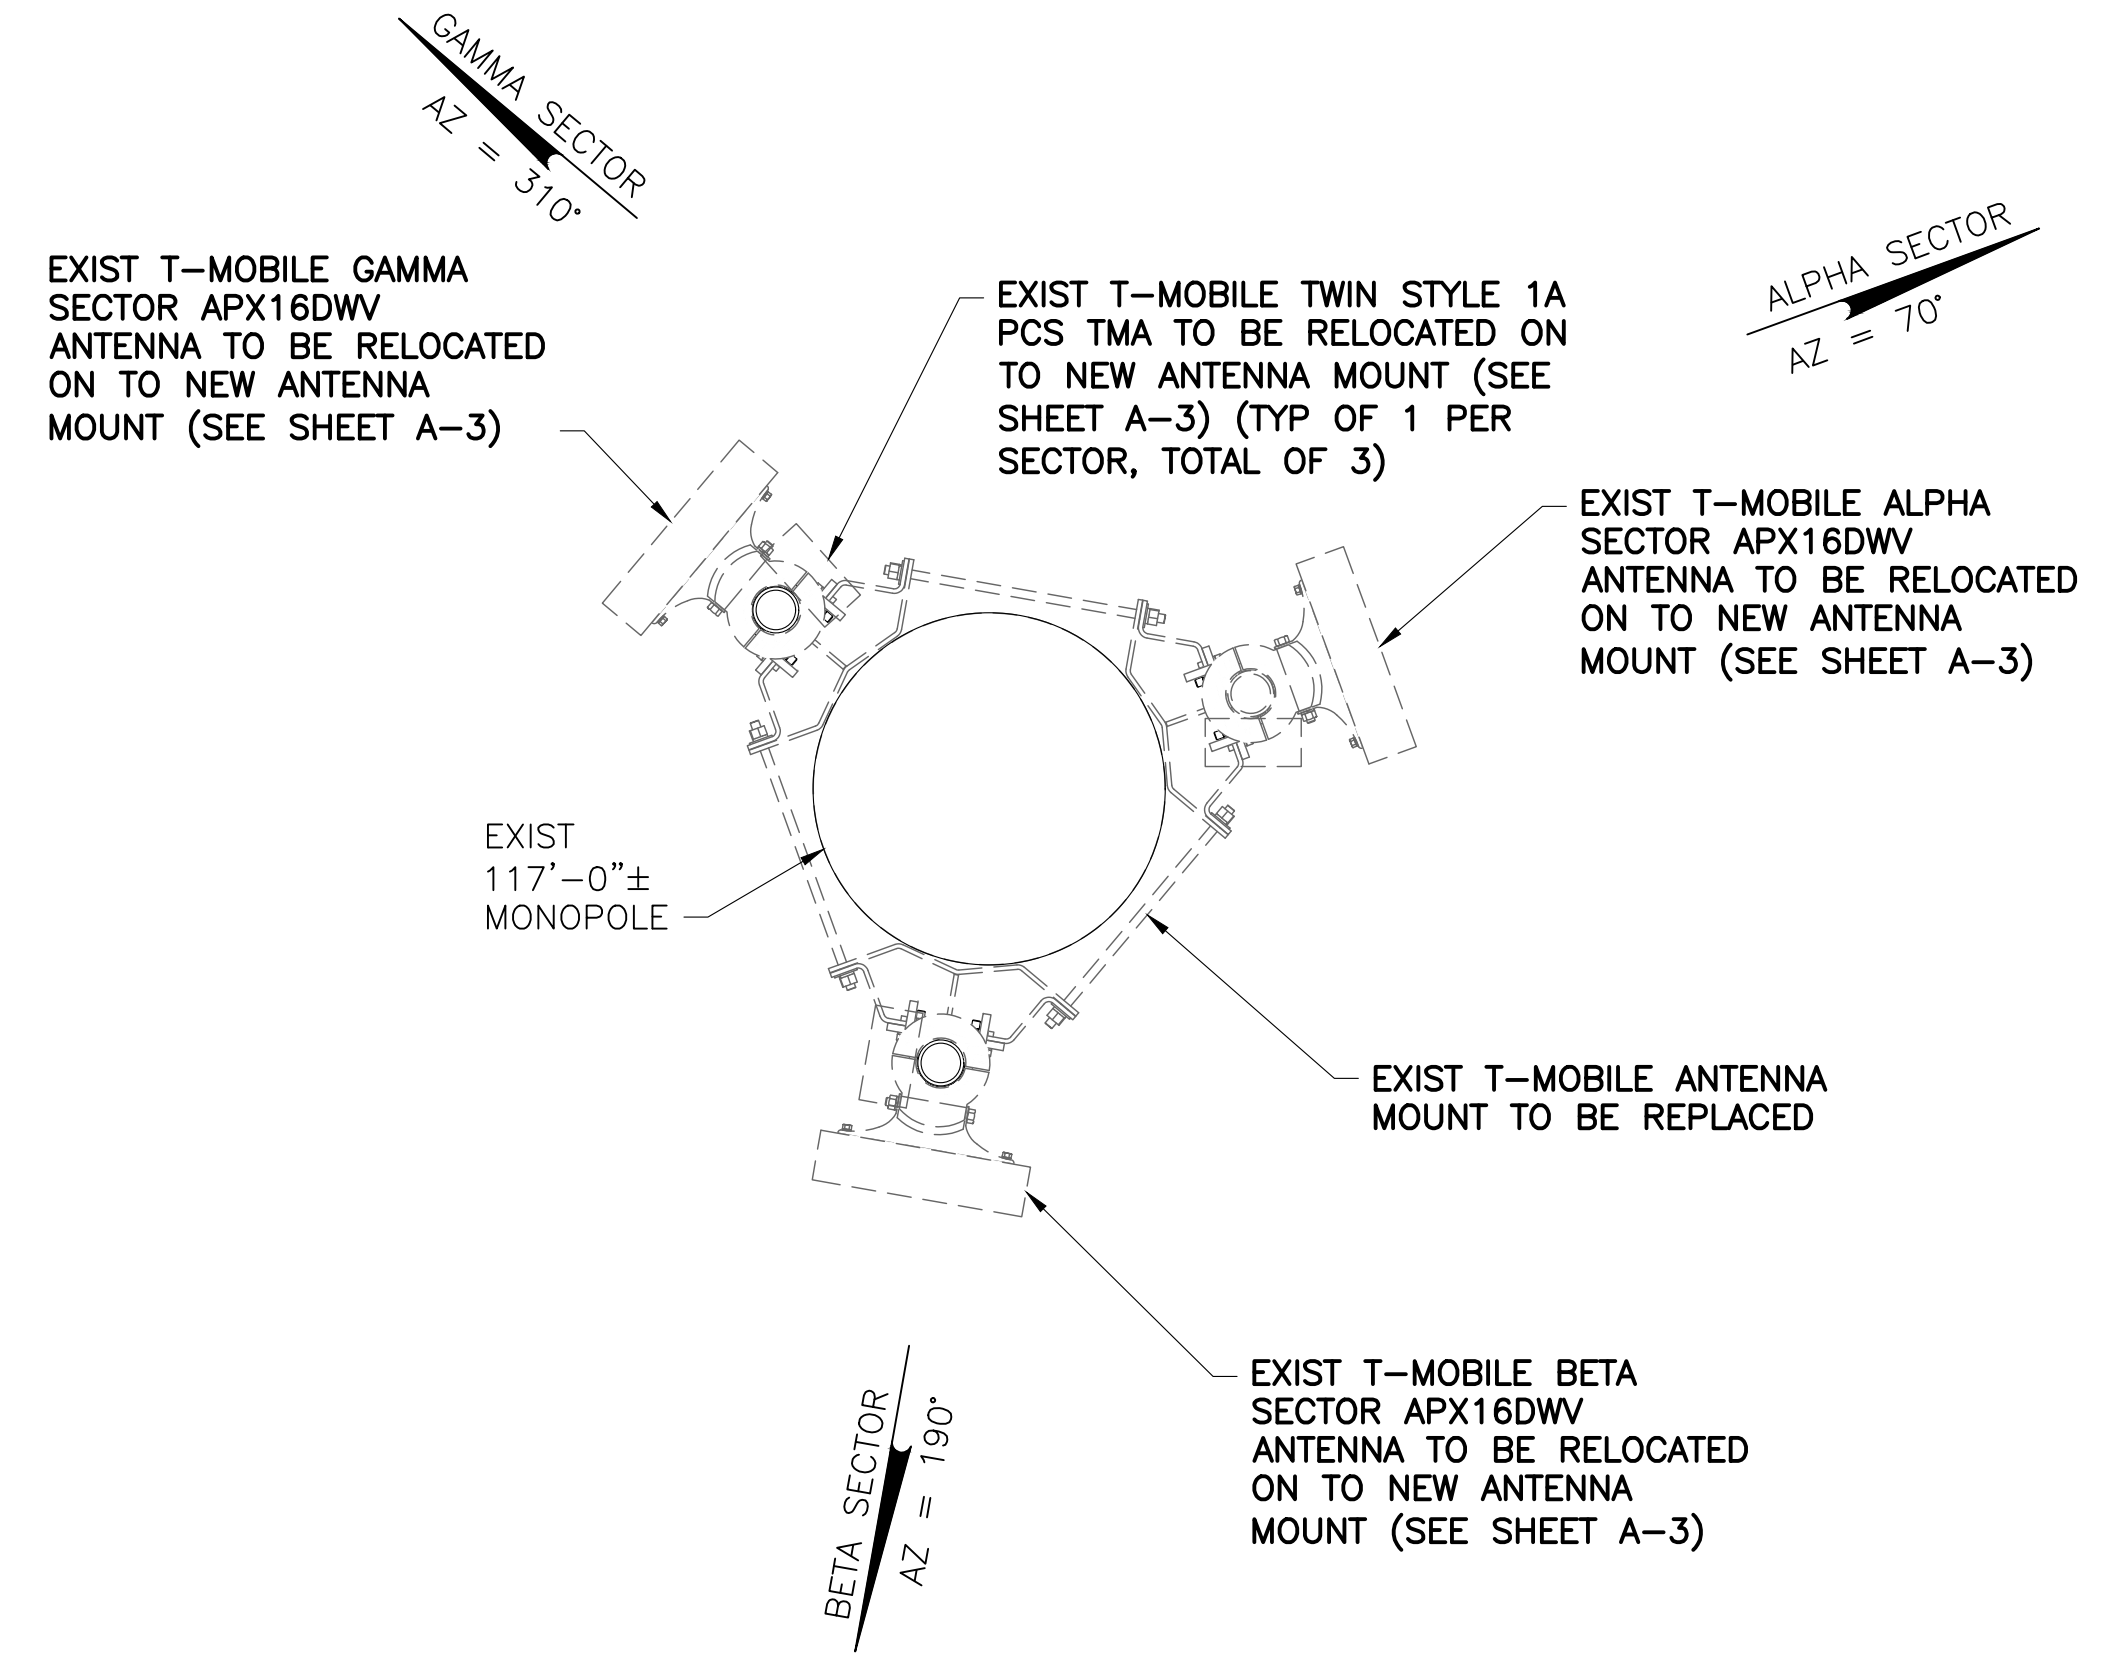 GAMMA SECTOR
AZ = 310°
ALPHA SECTOR
AZ = 70°
EXIST T-MOBILE GAMMA
SECTOR APX16DWV
ANTENNA TO BE RELOCATED
ON TO NEW ANTENNA
MOUNT (SEE SHEET A-3)
EXIST T-MOBILE TWIN STYLE 1A
PCS TMA TO BE RELOCATED ON
TO NEW ANTENNA MOUNT (SEE
SHEET A-3) (TYP OF 1 PER
SECTOR, TOTAL OF 3)
EXIST T-MOBILE ALPHA
SECTOR APX16DWV
ANTENNA TO BE RELOCATED
ON TO NEW ANTENNA
MOUNT (SEE SHEET A-3)
EXIST
117'-0"±
MONOPOLE
EXIST T-MOBILE ANTENNA
MOUNT TO BE REPLACED
EXIST T-MOBILE BETA
SECTOR APX16DWV
ANTENNA TO BE RELOCATED
ON TO NEW ANTENNA
MOUNT (SEE SHEET A-3)
BETA SECTOR
AZ = 190°